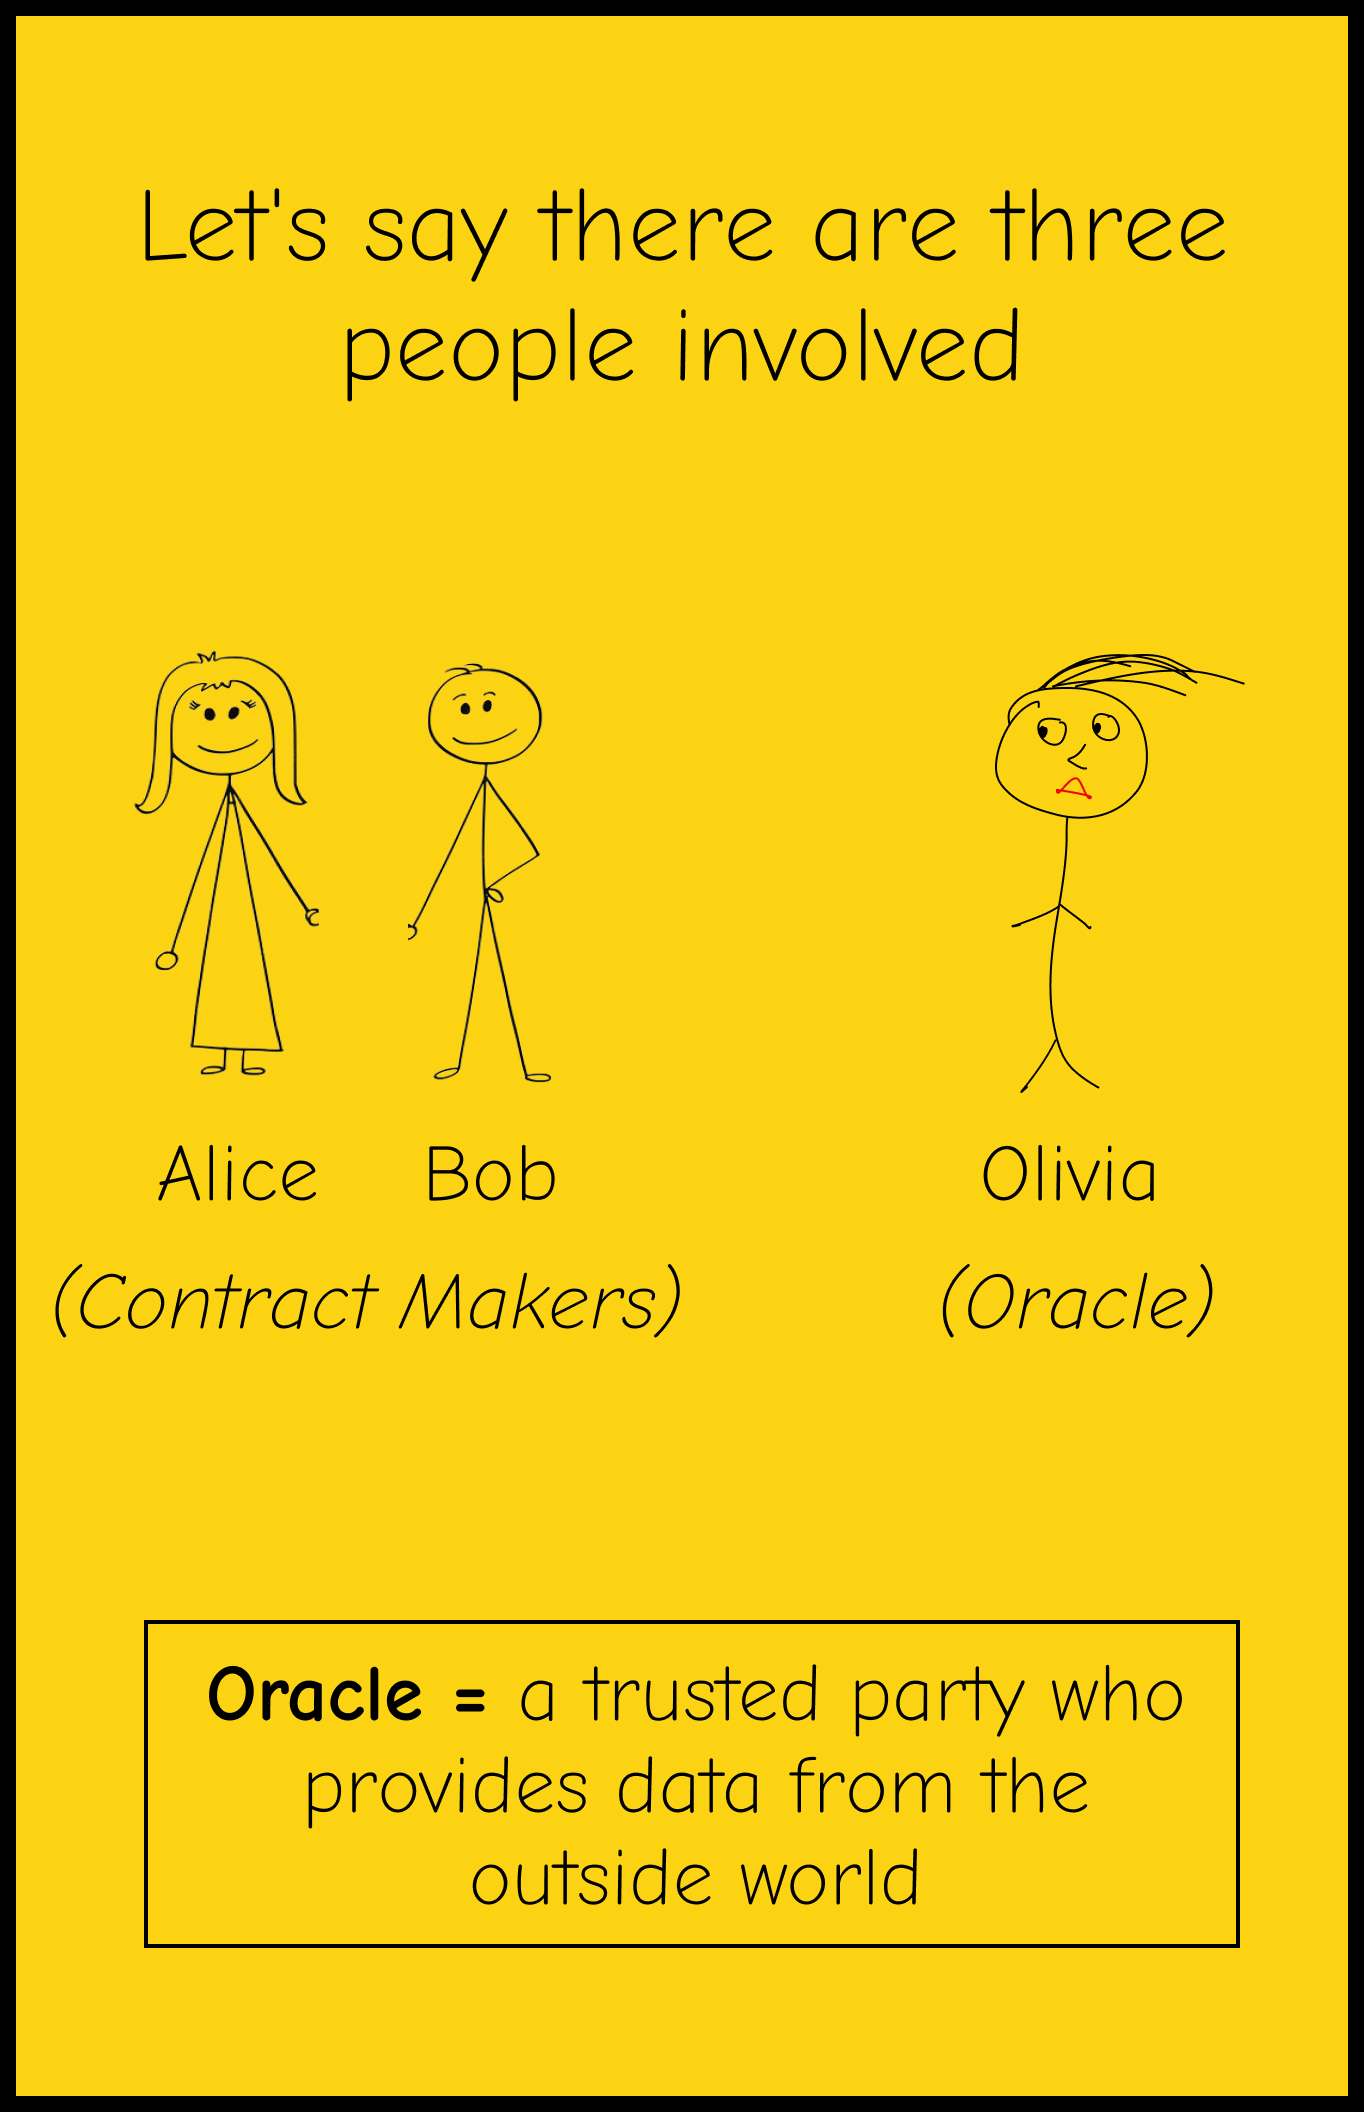 Let's say there are three
people involved
Alice Bob Olivia
(Contract Makers) (Oracle)
Oracle = a trusted party who
provides data from the
outside world